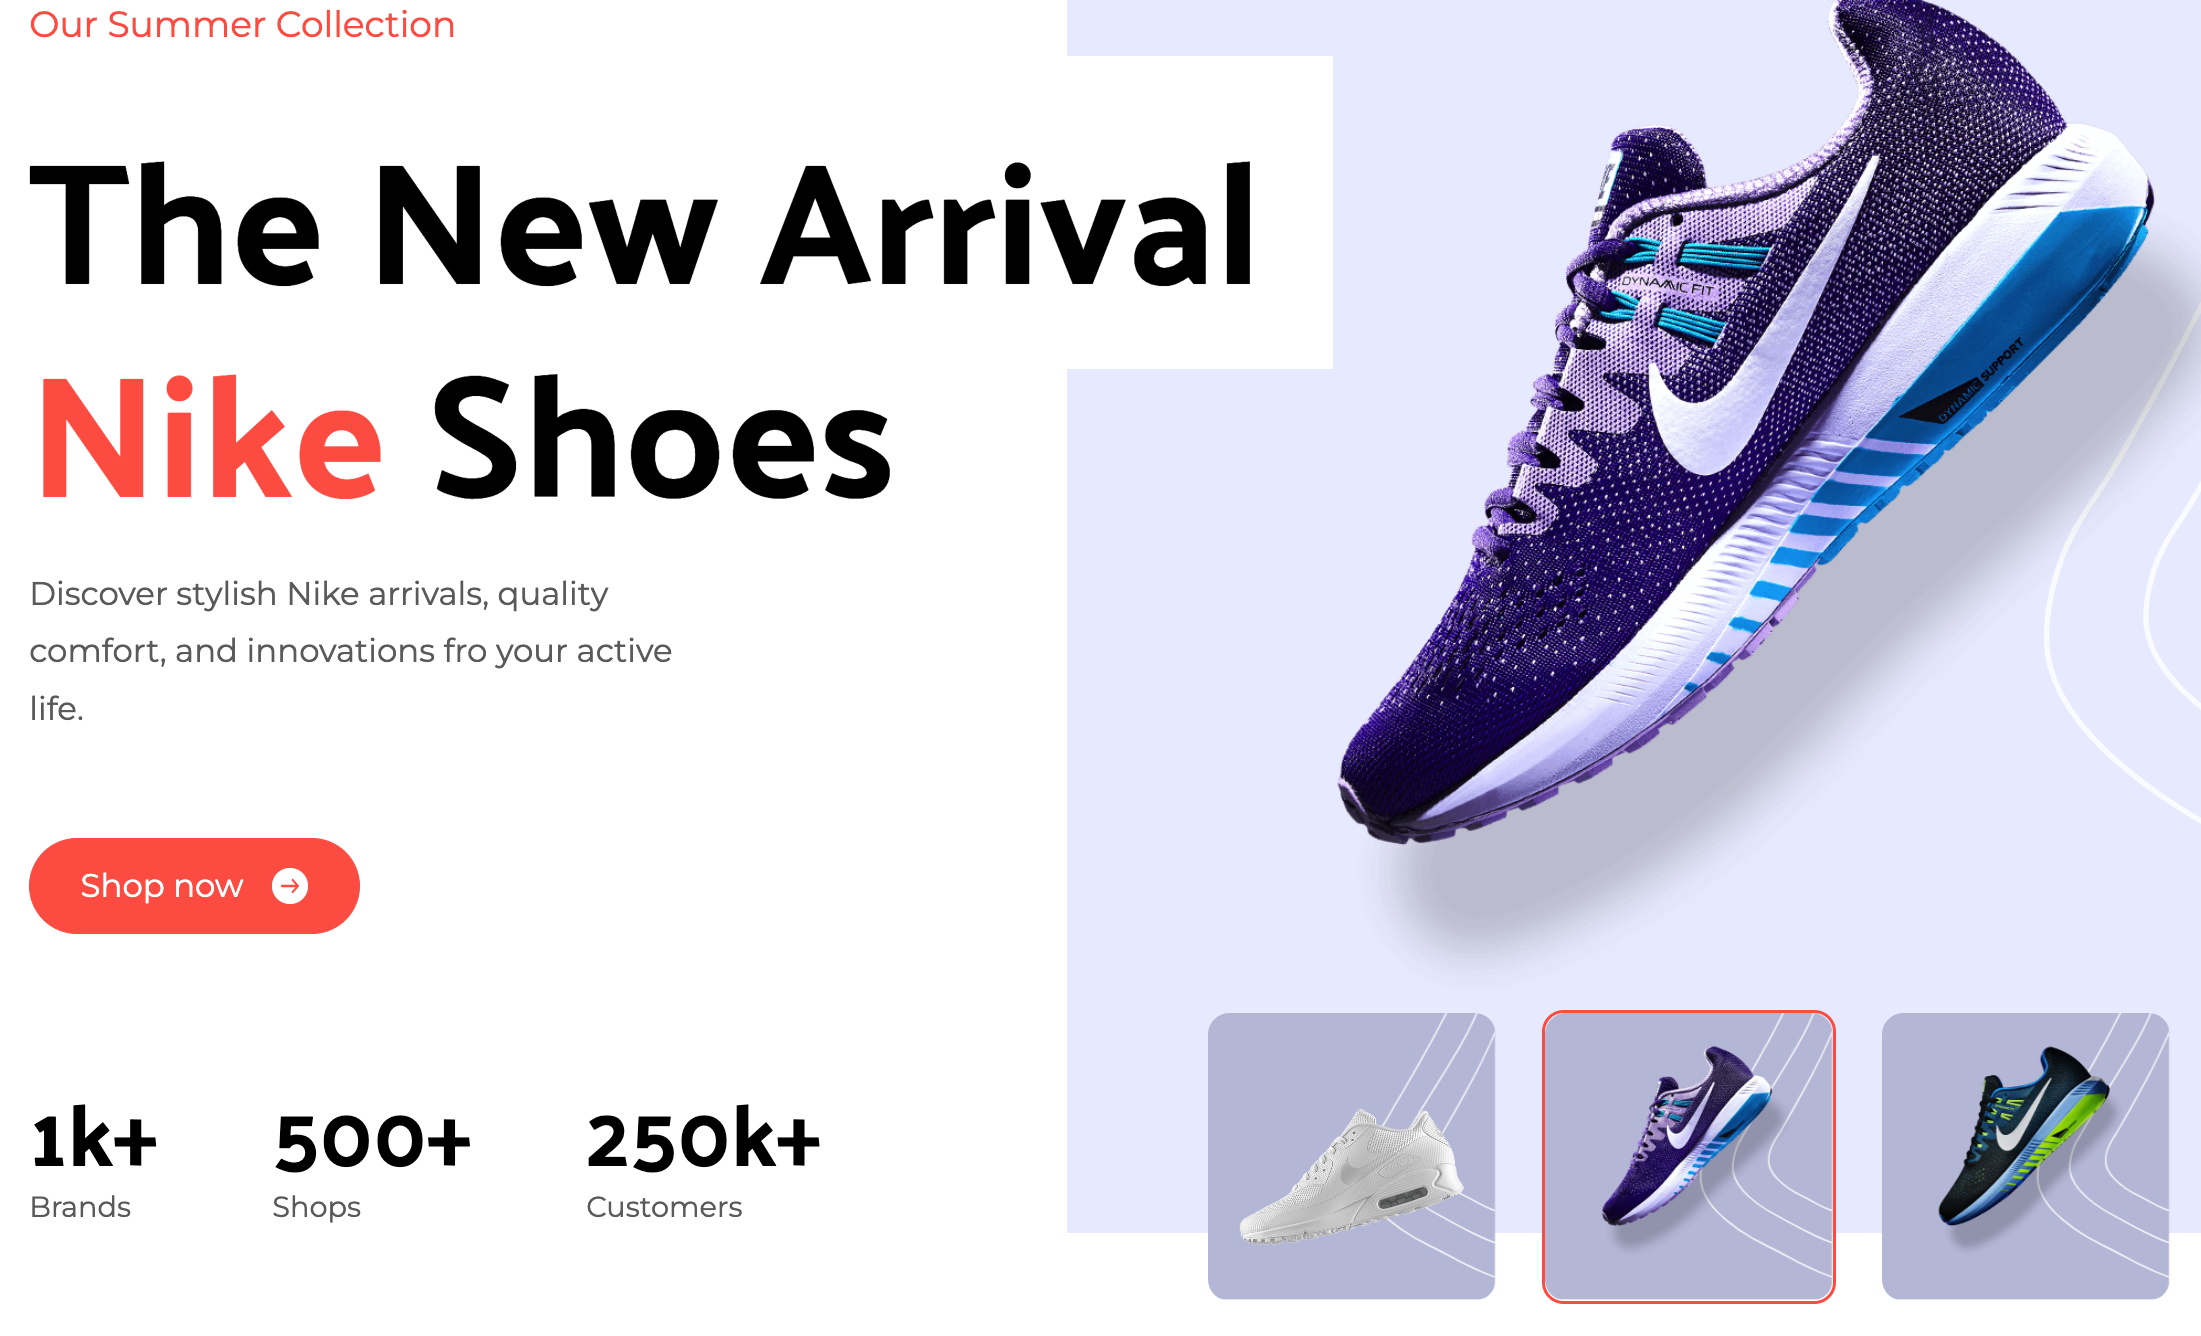 Our Summer Collection
The New Arrival
Nike Shoes
Discover stylish Nike arrivals, quality
comfort, and innovations fro your active
life.
Shop now
1k+ 500+ 250k+
Brands Shops Customers
DYNAMIC FIT
DYNAMIC SUPPORT